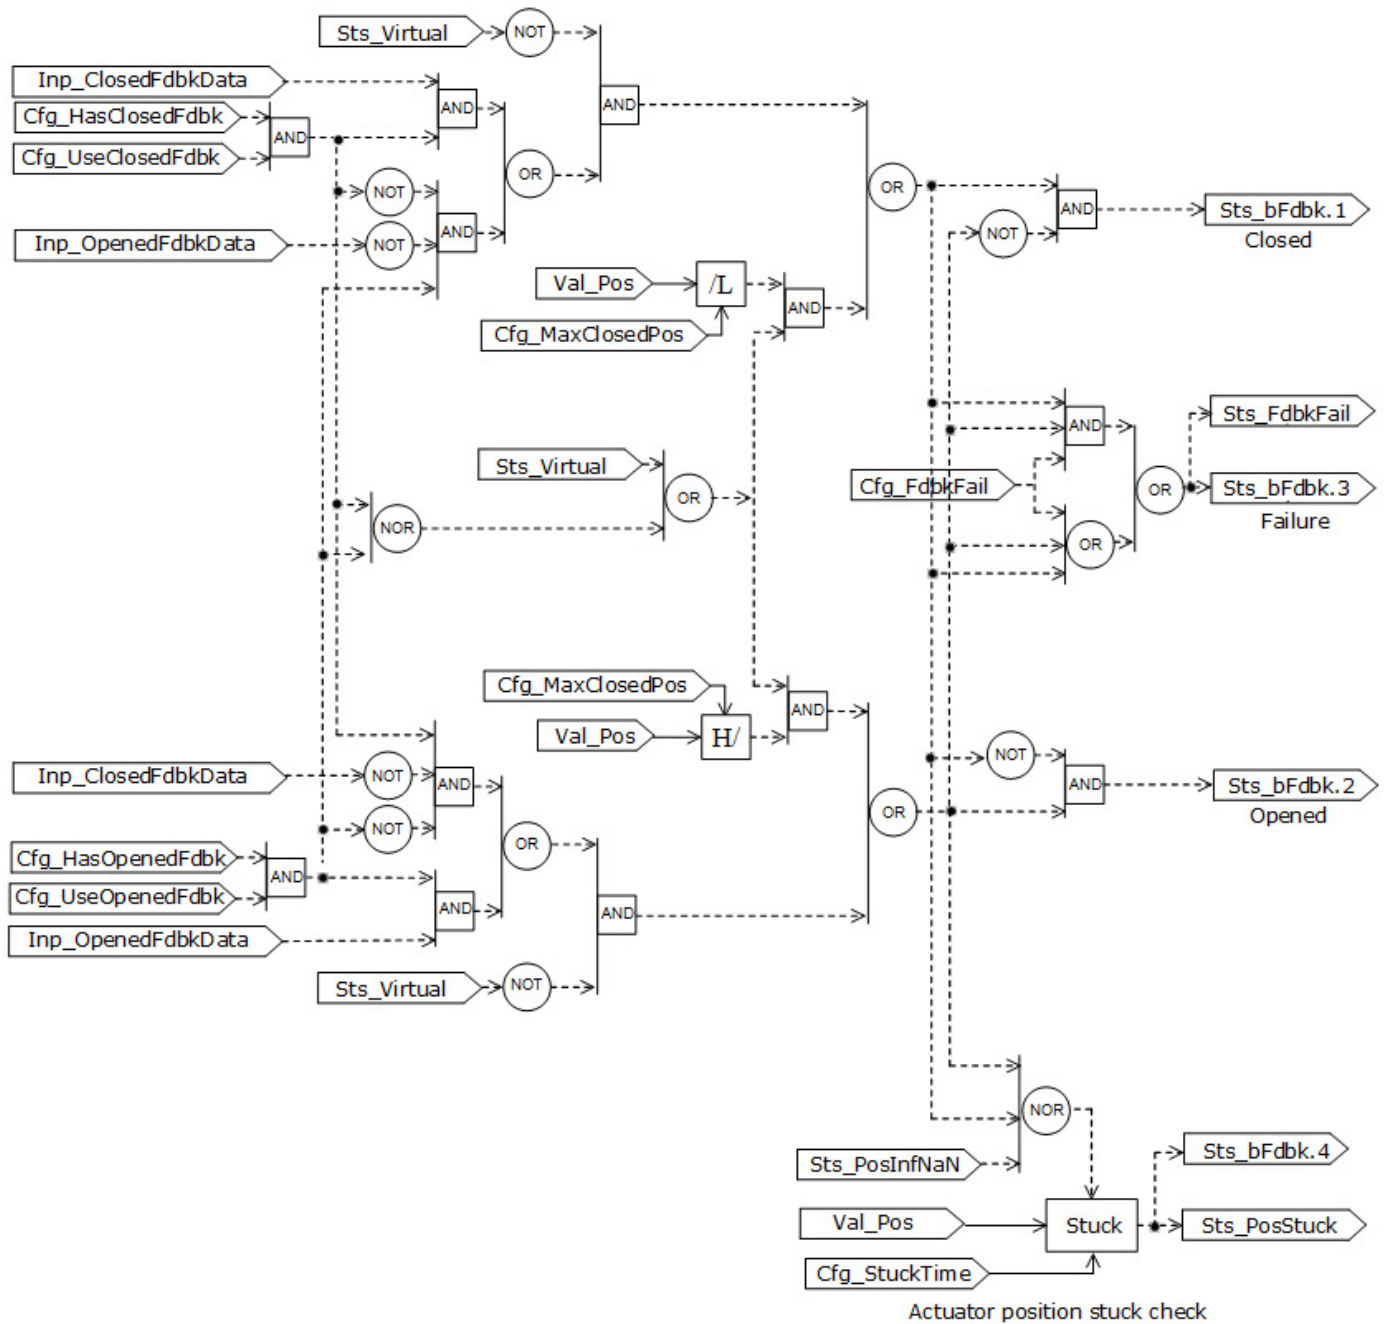 Sts_Virtual
NOT
Inp_ClosedFdbkData
Cfg_HasClosedFdbk
Cfg_UseClosedFdbk
AND
AND
AND
OR
NOT
AND
Inp_OpenedFdbkData
NOT
OR
AND
Sts_bFdbk.1
Closed
NOT
Val_Pos
/L
AND
Cfg_MaxClosedPos
Sts_FdbkFail
AND
Sts_Virtual
Cfg_FdbkFail
OR
OR
Sts_bFdbk.3
Failure
NOR
OR
Cfg_MaxClosedPos
AND
Val_Pos
H/
NOT
Inp_ClosedFdbkData
NOT
AND
AND
Sts_bFdbk.2
Opened
OR
NOT
OR
Cfg_HasOpenedFdbk
AND
Cfg_UseOpenedFdbk
AND
AND
Inp_OpenedFdbkData
Sts_Virtual
NOT
NOR
Sts_bFdbk.4
Sts_PosInfNaN
Val_Pos
Stuck
Sts_PosStuck
Cfg_StuckTime
Actuator position stuck check